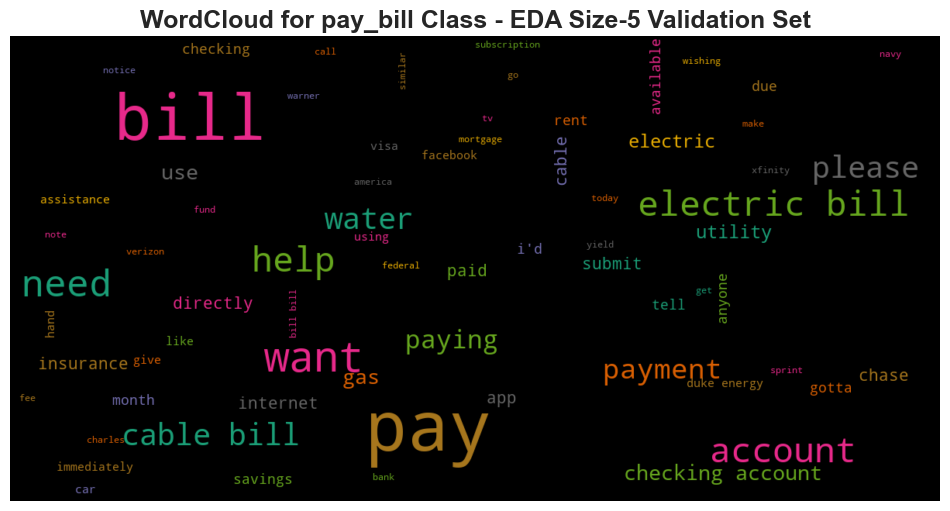 WordCloud for pay_bill Class - EDA Size-5 Validation Set
checking
call
subscription
available
wishing
navy
notice
similar
go
due
bill
warner
tv
rent
make
visa
mortgage
facebook
cable
electric
please
use
america
xfinity
assistance
fund
water
today
electric bill
note
using
i'd
yield
utility
verizon
help
federal
paid
submit
need
directly
bill bill
get
tell
anyone
hand
like
want
paying
insurance
give
gas
payment
sprint
duke energy
chase
gotta
fee
month
internet
app
charles
cable bill
pay
account
immediately
savings
bank
checking account
car